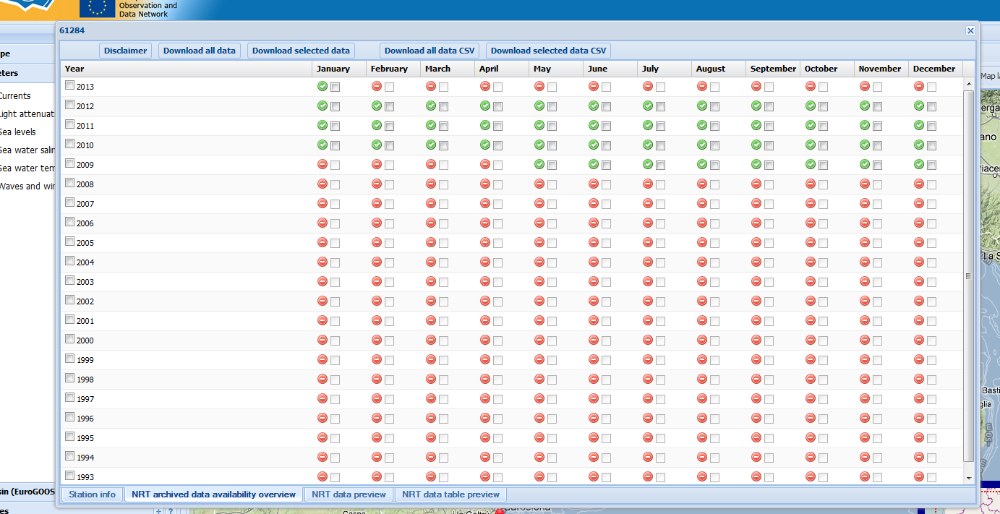 Observation and
Data Network
61284
Disclaimer Download all data Download selected data Download all data CSV Download selected data CSV
Year January February March April May June July August September October November December
2013
2012
2011
2010
2009
2008
2007
2006
2005
2004
2003
2002
2001
2000
1999
1998
1997
1996
1995
1994
1993
Station info NRT archived data availability overview NRT data preview NRT data table preview
pe
eters
Currents
Light attenuat
Sea levels
Sea water salin
Sea water tem
Waves and win
sin (EuroGOOS
es
Map la
erga
ano
Piacen
La S
Basti
glia
-50m
Barcelona